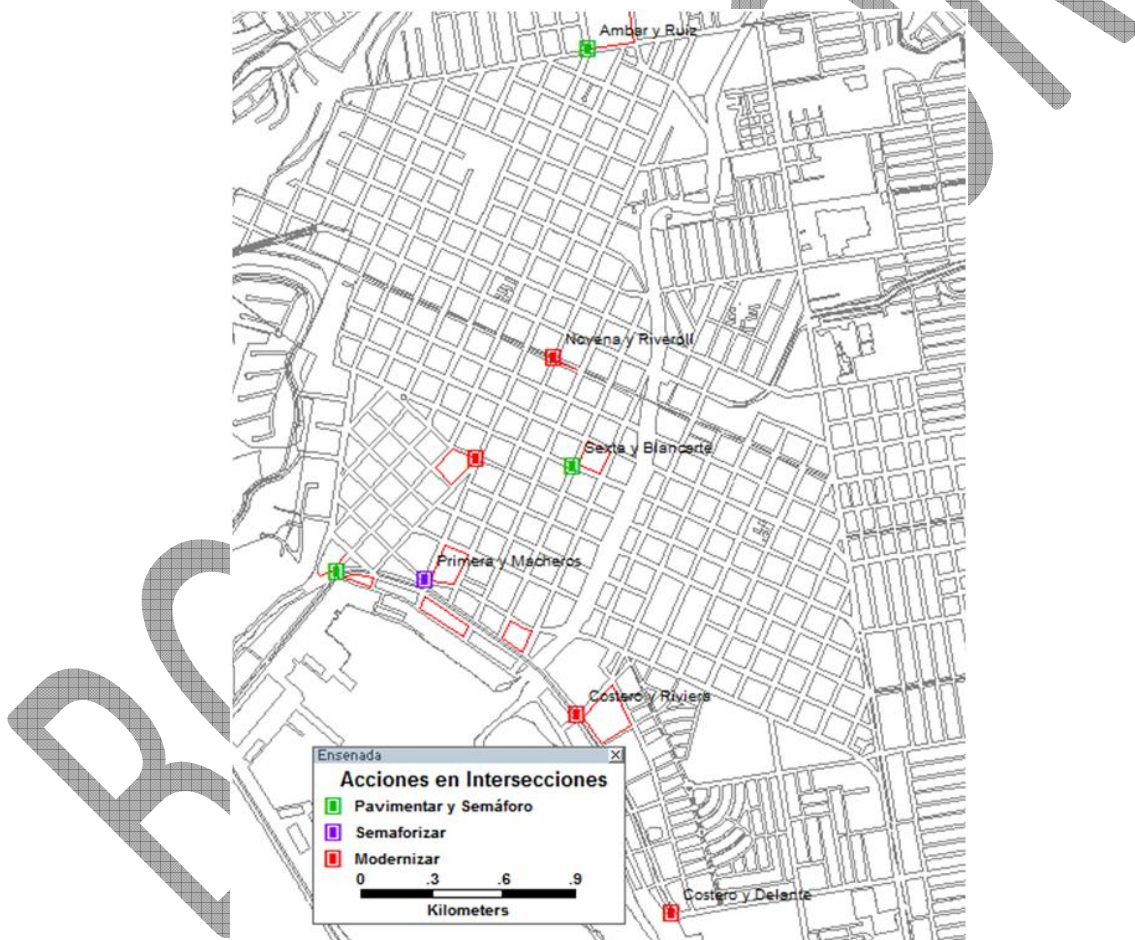 Ambar y Ruiz
Novena y Riveroll
Sexta y Blancarte
Primera y Macheros
Costero y Riviera
Ensenada
Acciones en Intersecciones
Pavimentar y Semáforo
Semaforizar
Modernizar
0 .3 .6 .9
Kilometers
Costero y Delante